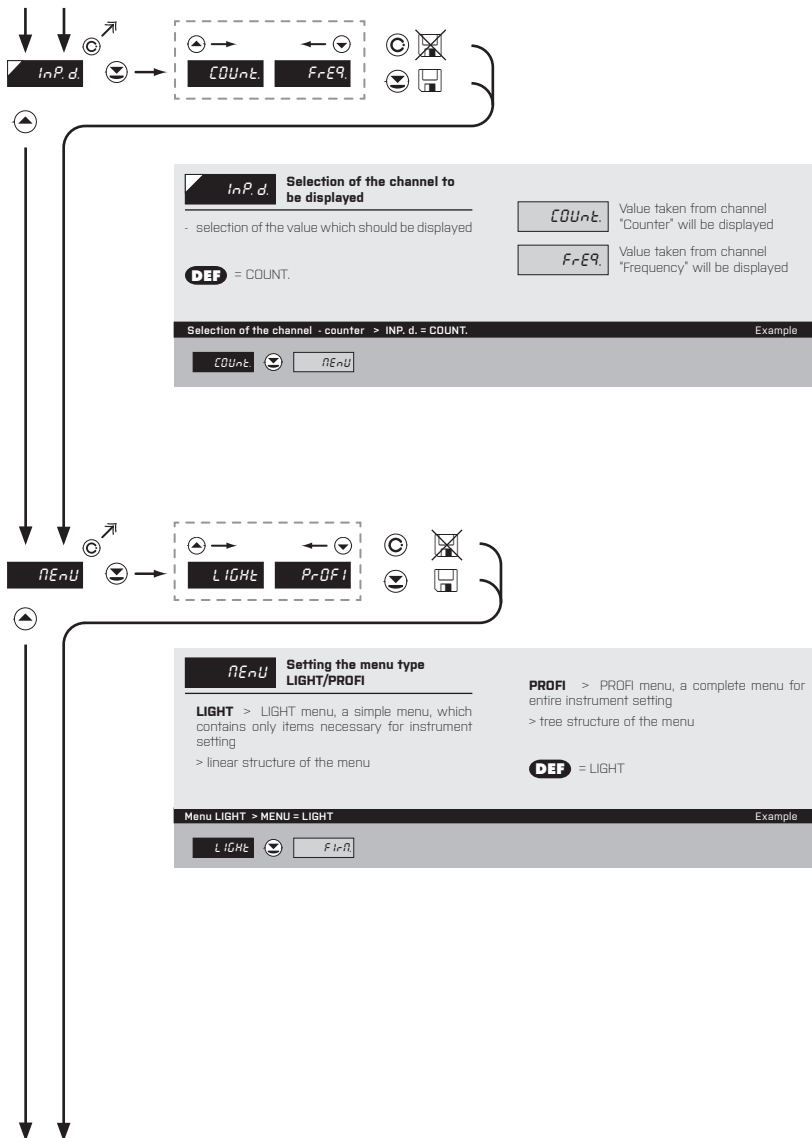 InP. d.
COUnt. FrEq.
InP. d. Selection of the channel to
be displayed
- selection of the value which should be displayed
DEF = COUNT.
COUnt. Value taken from channel
"Counter" will be displayed
FrEq. Value taken from channel
"Frequency" will be displayed
Selection of the channel - counter > INP. d. = COUNT. Example
COUnt. MEnU
MEnU
LIGHt PrOFI
MEnU Setting the menu type
LIGHT/PROFI
LIGHT > LIGHT menu, a simple menu, which
contains only items necessary for instrument
setting
> linear structure of the menu
PROFI > PROFI menu, a complete menu for
entire instrument setting
> tree structure of the menu
DEF = LIGHT
Menu LIGHT > MENU = LIGHT Example
LIGHt FIrM.